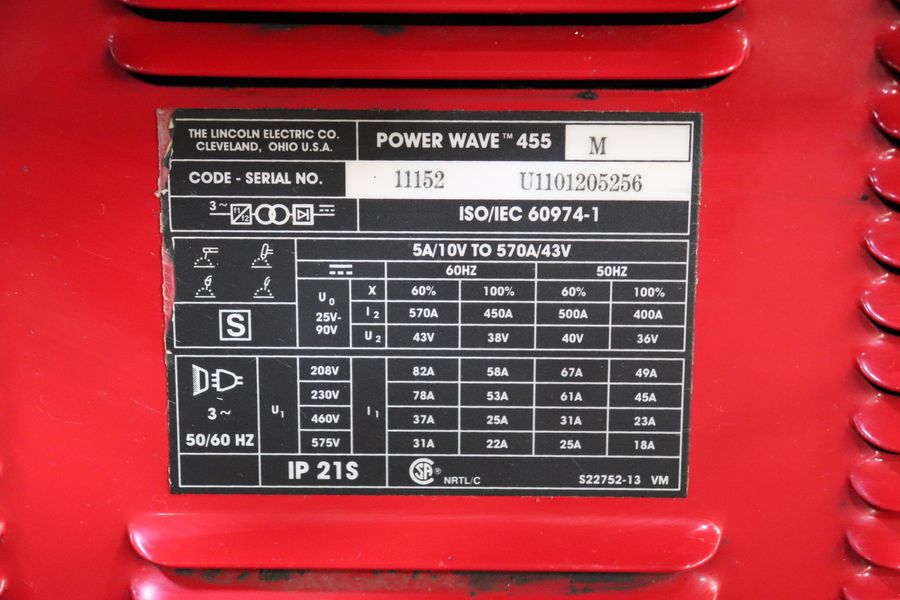 THE LINCOLN ELECTRIC CO.
CLEVELAND, OHIO U.S.A.
POWER WAVE™ 455 M
CODE - SERIAL NO. 11152 U1101205256
3~ f1 f2
ISO/IEC 60974-1
5A/10V TO 570A/43V
60HZ 50HZ
X 60% 100% 60% 100%
U0 25V-90V
I2 570A 450A 500A 400A
U2 43V 38V 40V 36V
S
3~
50/60 HZ
U1 I1
208V 82A 58A 67A 49A
230V 78A 53A 61A 45A
460V 37A 25A 31A 23A
575V 31A 22A 25A 18A
IP 21S
SA® NRTL/C
S22752-13 VM